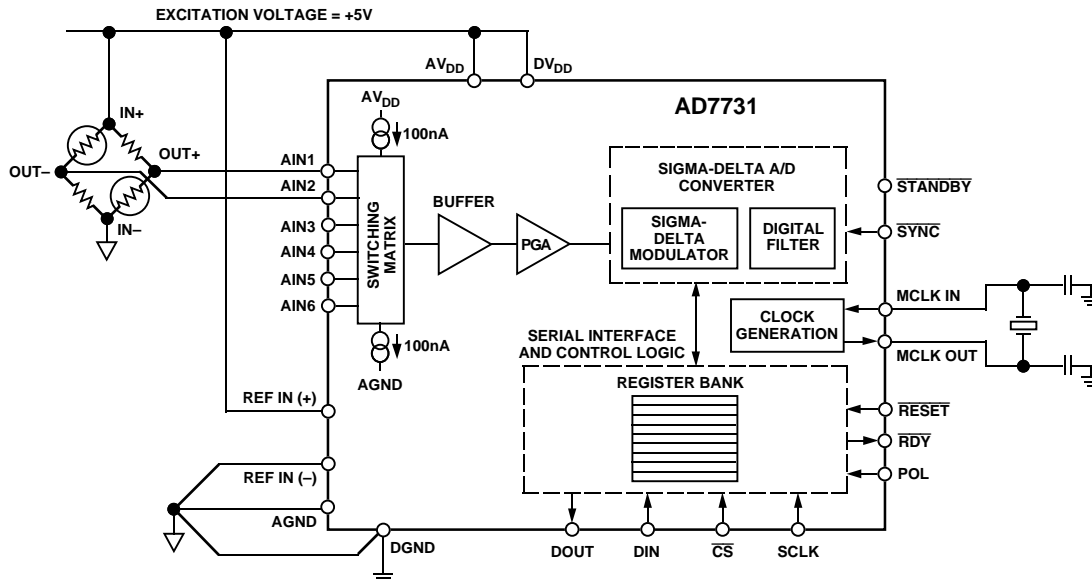 EXCITATION VOLTAGE = +5V
AVDD
DVDD
AD7731
IN+
OUT+
OUT–
IN–
AVDD
100nA
AIN1
AIN2
AIN3
AIN4
AIN5
AIN6
SWITCHING
MATRIX
BUFFER
PGA
SIGMA-DELTA A/D
CONVERTER
SIGMA-
DELTA
MODULATOR
DIGITAL
FILTER
STANDBY
SYNC
100nA
AGND
SERIAL INTERFACE
AND CONTROL LOGIC
CLOCK
GENERATION
MCLK IN
MCLK OUT
REGISTER BANK
REF IN (+)
RESET
RDY
POL
REF IN (–)
AGND
DGND
DOUT
DIN
CS
SCLK